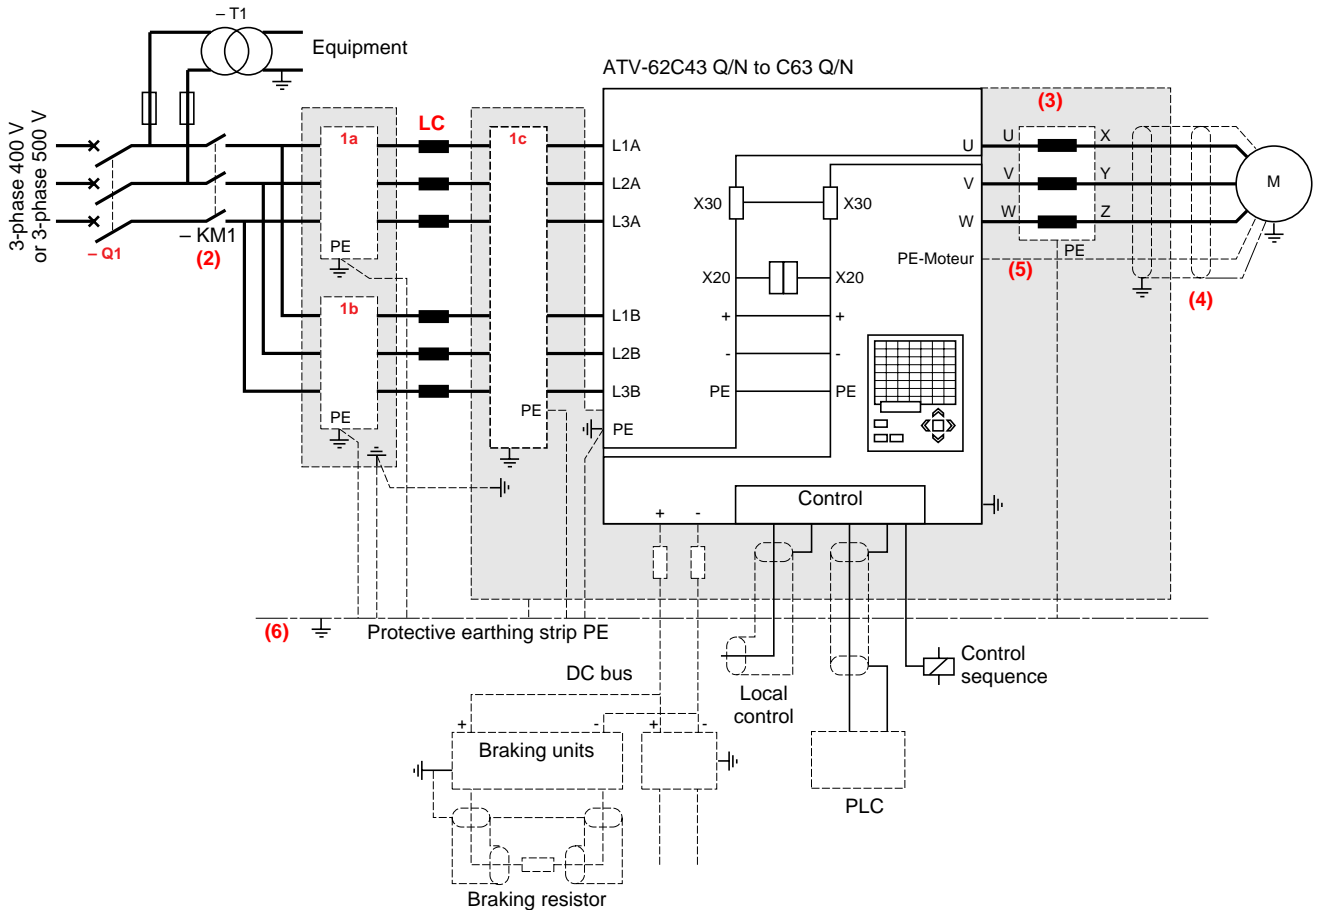 – T1
Equipment
ATV-62C43 Q/N to C63 Q/N
3-phase 400 V
or 3-phase 500 V
– Q1
– KM1
(2)
1a
PE
1b
PE
LC
1c
PE
L1A
L2A
L3A
L1B
L2B
L3B
PE
X30
X30
X20
X20
+
+
-
-
PE
PE
U
V
W
PE-Moteur
(3)
U
X
V
Y
W
Z
PE
(5)
(4)
M
Control
+
-
(6)
Protective earthing strip PE
DC bus
+
-
Braking units
+
-
Braking resistor
Local
control
PLC
Control
sequence